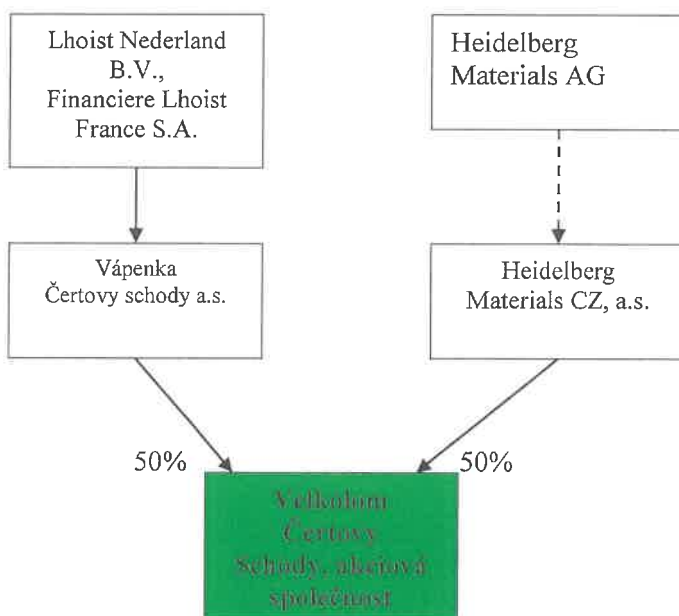 Lhoist Nederland
B.V.,
Financiere Lhoist
France S.A.
Heidelberg
Materials AG
Vápenka
Čertovy schody a.s.
Heidelberg
Materials CZ, a.s.
50%
50%
Velkolom
Čertovy
Schody, akciová
společnost